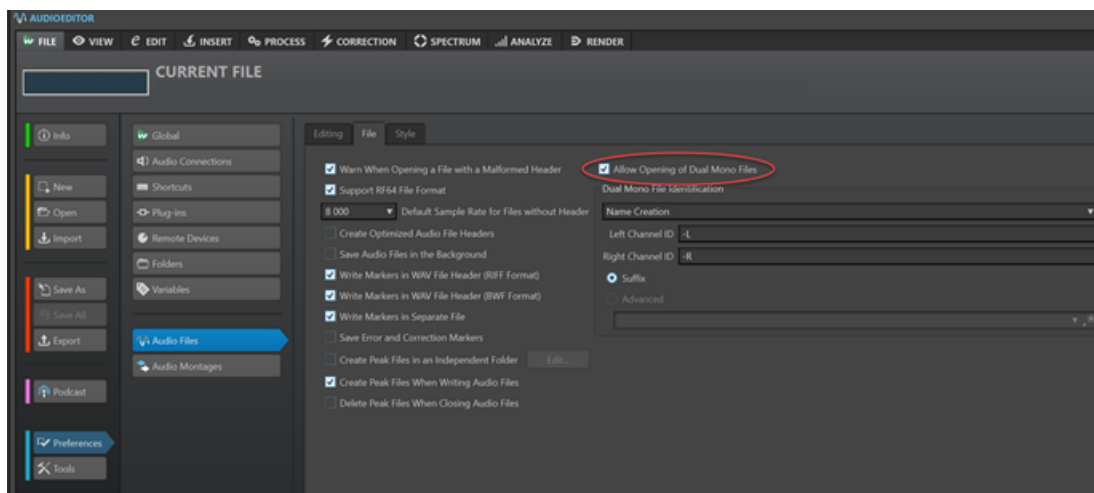 AUDIOEDITOR
FILE VIEW EDIT INSERT PROCESS CORRECTION SPECTRUM ANALYZE RENDER
CURRENT FILE
Info
New
Open
Import
Save As
Save All
Export
Podcast
Preferences
Tools
Global
Audio Connections
Shortcuts
Plug-ins
Remote Devices
Folders
Variables
Audio Files
Audio Montages
Editing File Style
Warn When Opening a File with a Malformed Header
Support RF64 File Format
8 000 Default Sample Rate for Files without Header
Create Optimized Audio File Headers
Save Audio Files in the Background
Write Markers in WAV File Header (RIFF Format)
Write Markers in WAV File Header (BWF Format)
Write Markers in Separate File
Save Error and Correction Markers
Create Peak Files in an Independent Folder Edit...
Create Peak Files When Writing Audio Files
Delete Peak Files When Closing Audio Files
Allow Opening of Dual Mono Files
Dual Mono File Identification
Name Creation
Left Channel ID -L
Right Channel ID -R
Suffix
Advanced